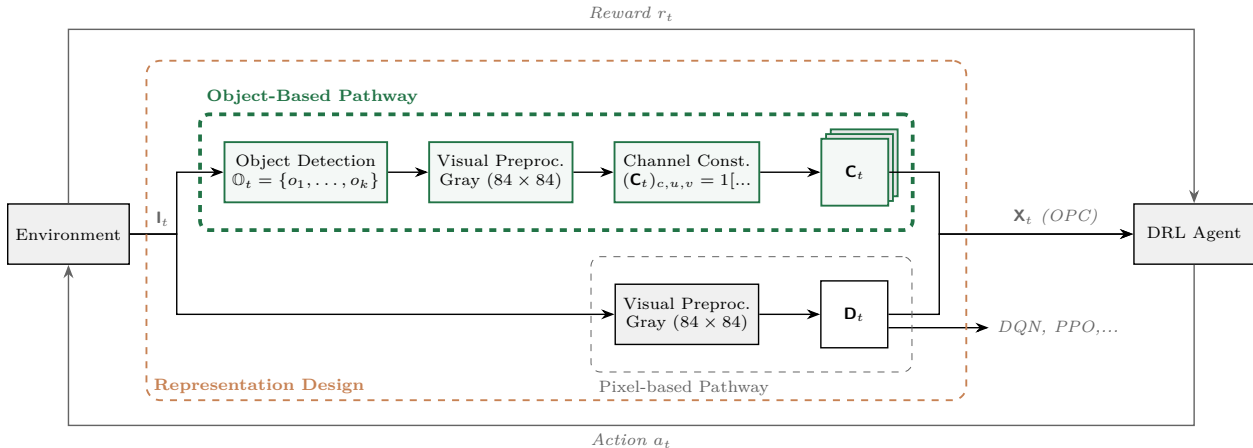 Reward r_t
Object-Based Pathway
Object Detection
𝕆_t = {o_1, . . . , o_k}
Visual Preproc.
Gray (84 × 84)
Channel Const.
(C_t)_{c,u,v} = 1[...
C_t
Environment
I_t
X_t (OPC)
DRL Agent
Visual Preproc.
Gray (84 × 84)
D_t
DQN, PPO,...
Representation Design
Pixel-based Pathway
Action a_t